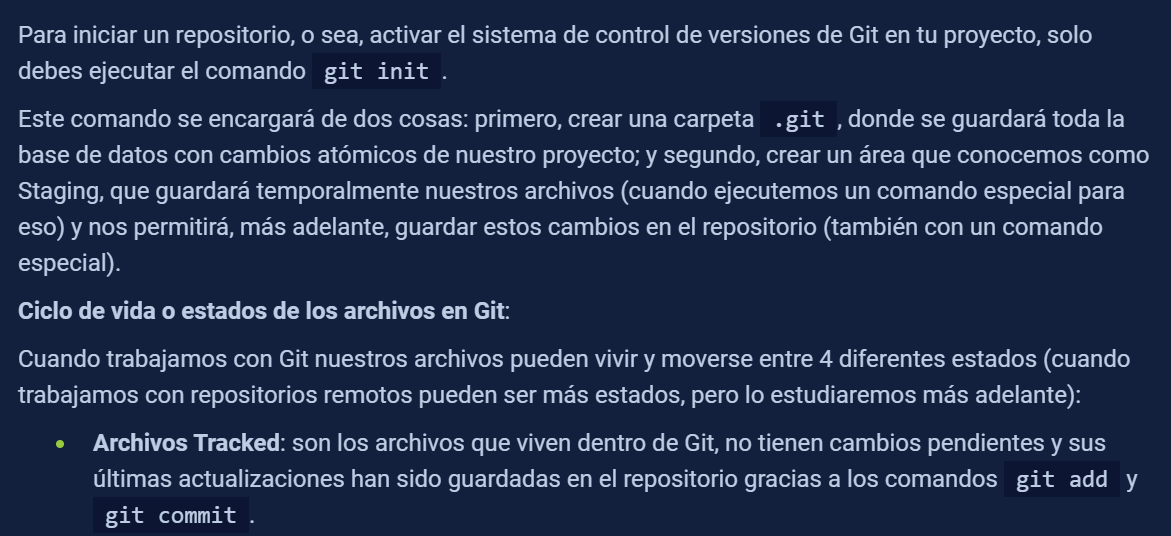 Para iniciar un repositorio, o sea, activar el sistema de control de versiones de Git en tu proyecto, solo
debes ejecutar el comando git init .
Este comando se encargará de dos cosas: primero, crear una carpeta .git , donde se guardará toda la
base de datos con cambios atómicos de nuestro proyecto; y segundo, crear un área que conocemos como
Staging, que guardará temporalmente nuestros archivos (cuando ejecutemos un comando especial para
eso) y nos permitirá, más adelante, guardar estos cambios en el repositorio (también con un comando
especial).
Ciclo de vida o estados de los archivos en Git:
Cuando trabajamos con Git nuestros archivos pueden vivir y moverse entre 4 diferentes estados (cuando
trabajamos con repositorios remotos pueden ser más estados, pero lo estudiaremos más adelante):
• Archivos Tracked: son los archivos que viven dentro de Git, no tienen cambios pendientes y sus
últimas actualizaciones han sido guardadas en el repositorio gracias a los comandos git add y
git commit .